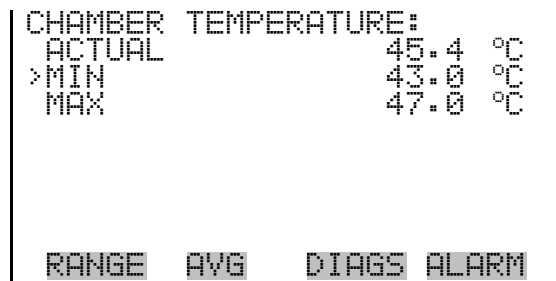 CHAMBER TEMPERATURE:
ACTUAL 45.4 °C
>MIN 43.0 °C
MAX 47.0 °C
RANGE AVG DIAGS ALARM